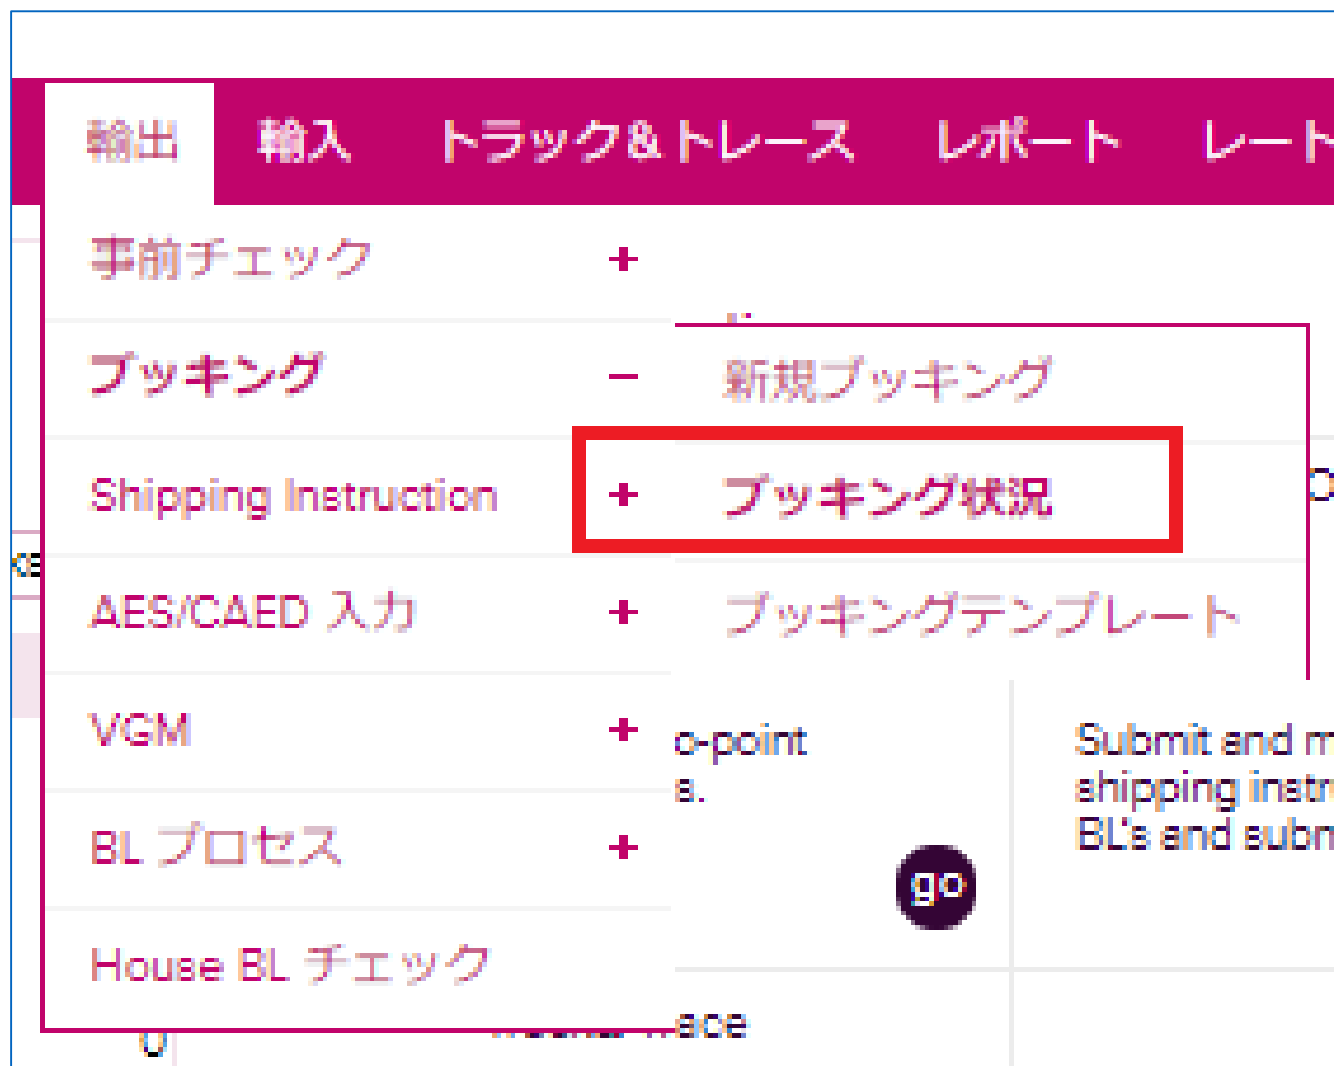 輸出 輸入 トラック&トレース レポート レート
事前チェック +
ブッキング −
新規ブッキング
Shipping Instruction +
ブッキング状況
AES/CAED 入力 +
ブッキングテンプレート
VGM +
o-point
s.
Submit and m
shipping instr
BL's and subm
BL プロセス +
go
House BL チェック
0
ace